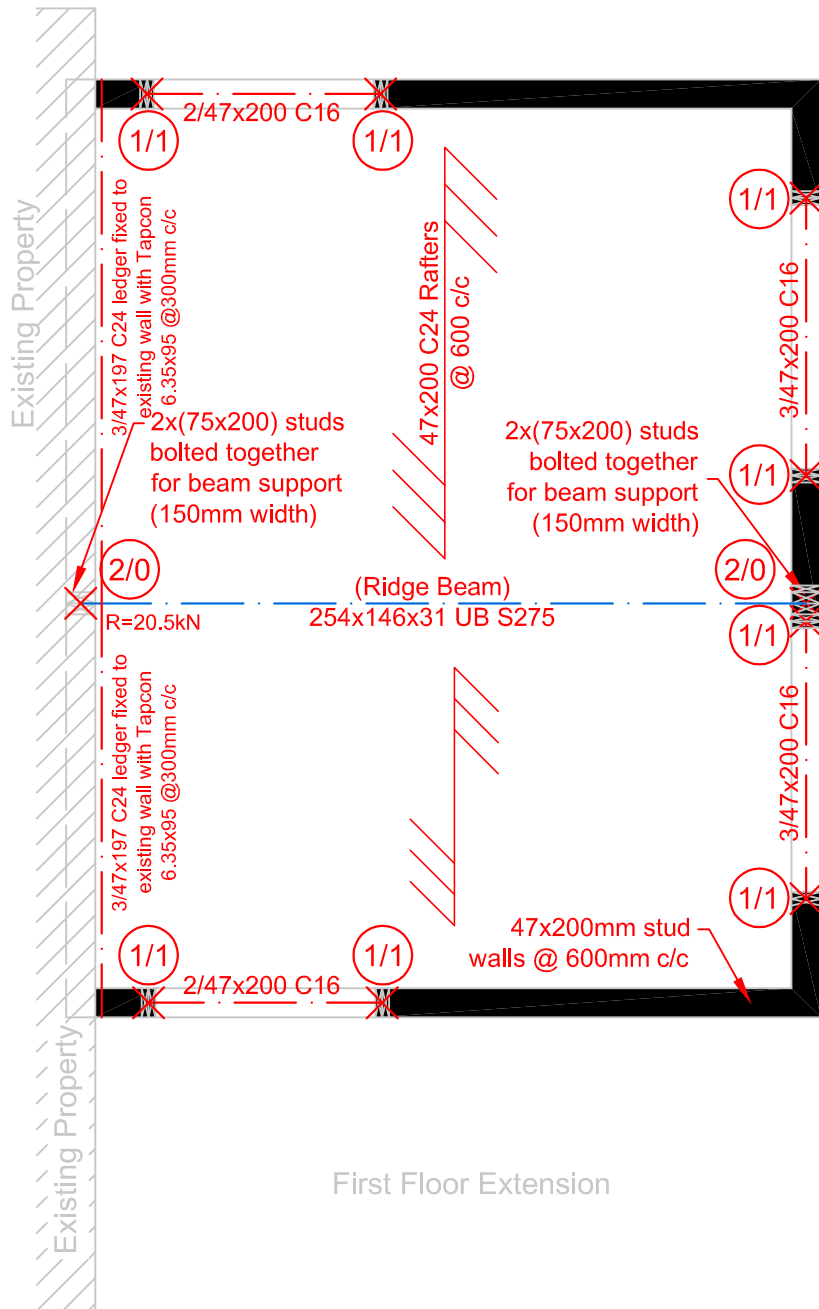 2/47x200 C16
1/1
1/1
1/1
Existing Property
3/47x197 C24 ledger fixed to
existing wall with Tapcon
6.35x95 @300mm c/c
47x200 C24 Rafters
@ 600 c/c
3/47x200 C16
2x(75x200) studs
bolted together
for beam support
(150mm width)
2x(75x200) studs
bolted together
for beam support
(150mm width)
1/1
2/0
2/0
(Ridge Beam)
R=20.5kN
254x146x31 UB S275
1/1
3/47x197 C24 ledger fixed to
existing wall with Tapcon
6.35x95 @300mm c/c
3/47x200 C16
1/1
47x200mm stud
walls @ 600mm c/c
1/1
1/1
2/47x200 C16
Existing Property
First Floor Extension